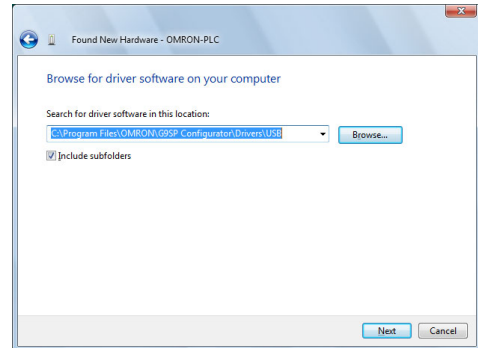 Found New Hardware - OMRON-PLC
Browse for driver software on your computer
Search for driver software in this location:
C:\Program Files\OMRON\G9SP Configurator\Drivers\USB
Browse...
Include subfolders
Next
Cancel